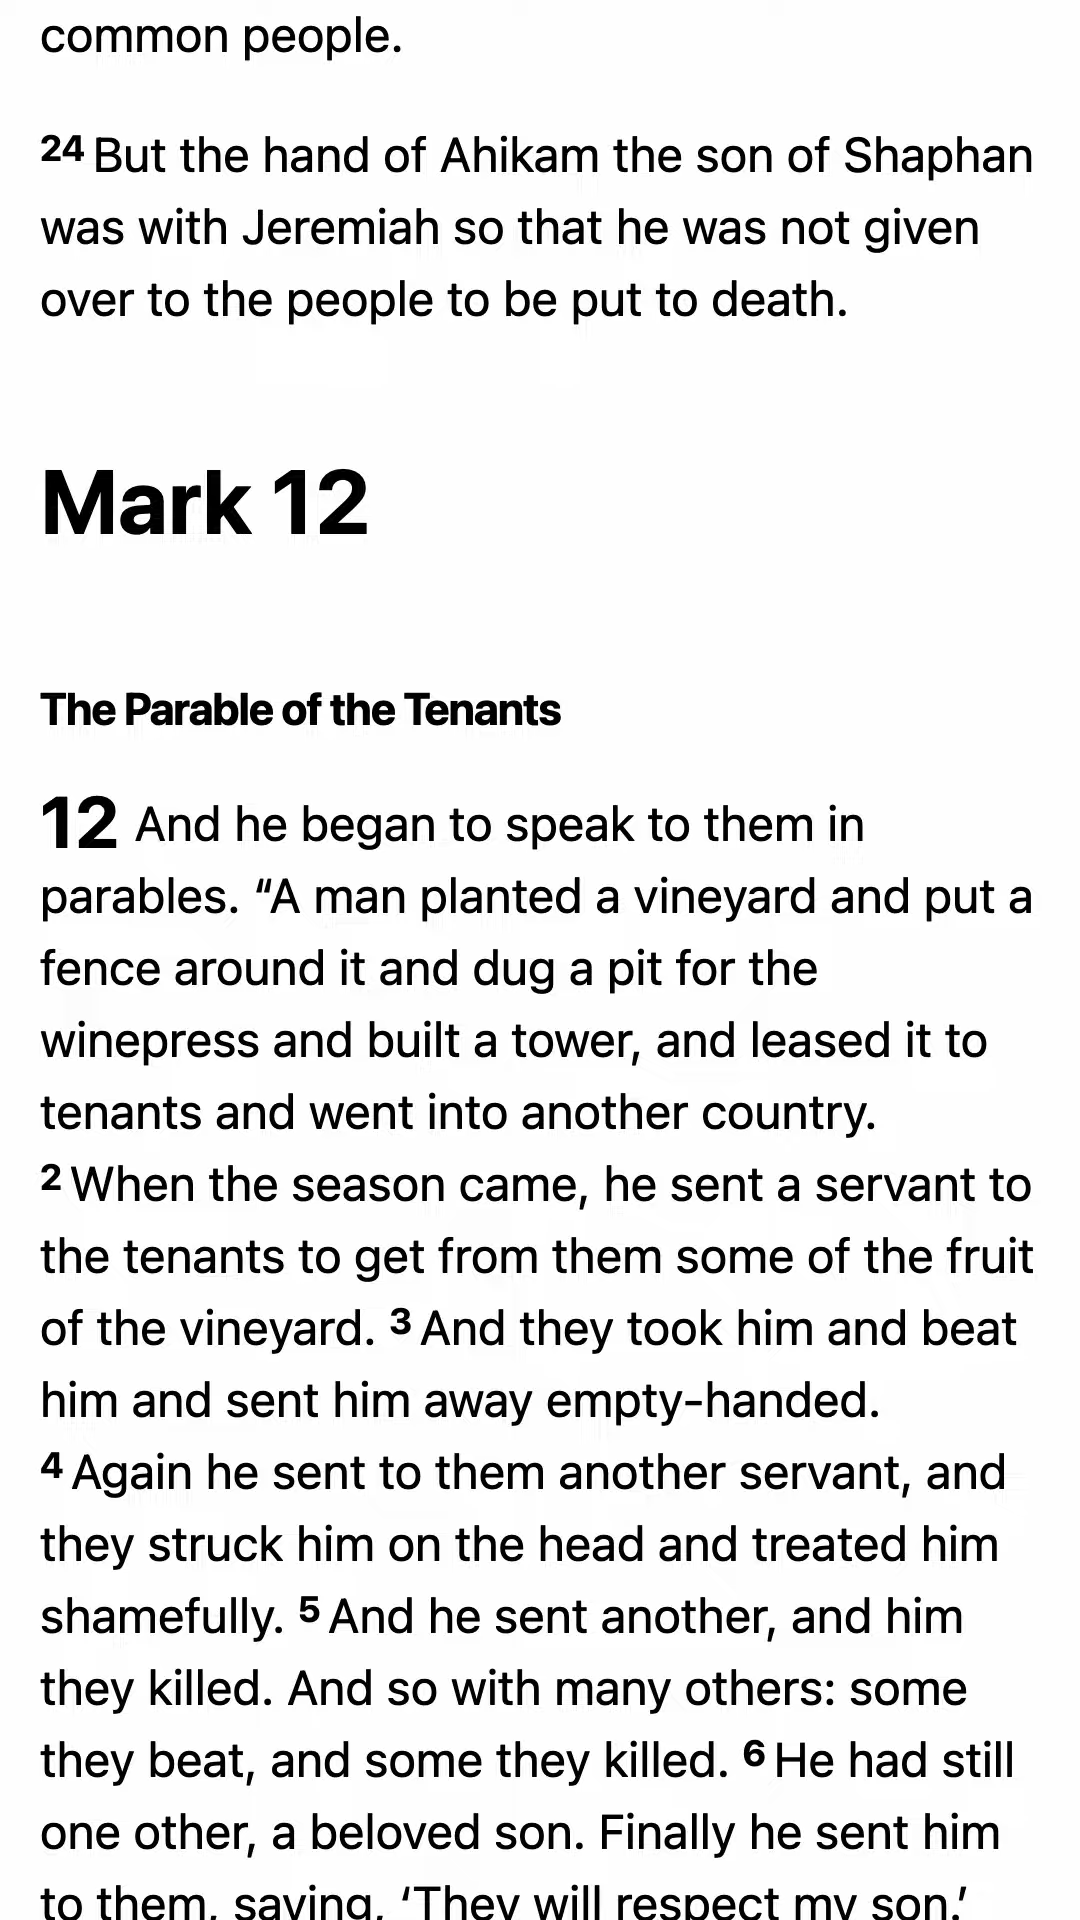 common people.
24 But the hand of Ahikam the son of Shaphan
was with Jeremiah so that he was not given
over to the people to be put to death.
Mark 12
The Parable of the Tenants
12 And he began to speak to them in
parables. “A man planted a vineyard and put a
fence around it and dug a pit for the
winepress and built a tower, and leased it to
tenants and went into another country.
2 When the season came, he sent a servant to
the tenants to get from them some of the fruit
of the vineyard. 3 And they took him and beat
him and sent him away empty-handed.
4 Again he sent to them another servant, and
they struck him on the head and treated him
shamefully. 5 And he sent another, and him
they killed. And so with many others: some
they beat, and some they killed. 6 He had still
one other, a beloved son. Finally he sent him
to them, saying, ‘They will respect my son.’